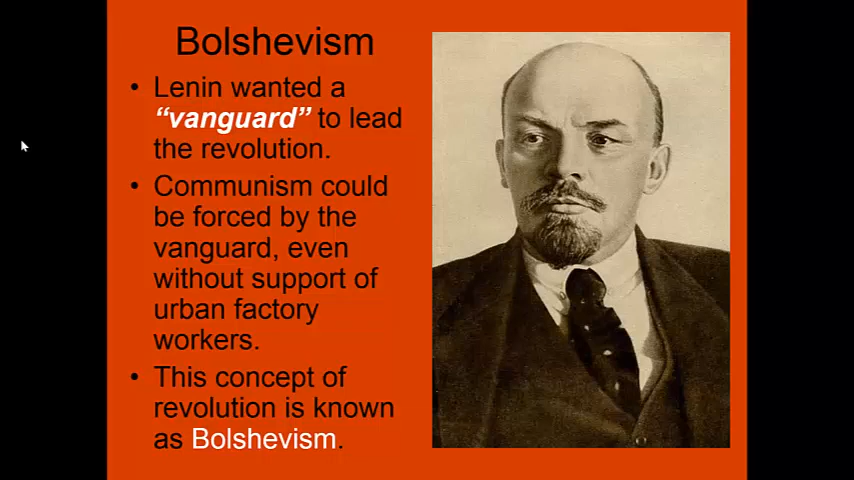 Bolshevism
• Lenin wanted a
“vanguard” to lead
the revolution.
• Communism could
be forced by the
vanguard, even
without support of
urban factory
workers.
• This concept of
revolution is known
as Bolshevism.